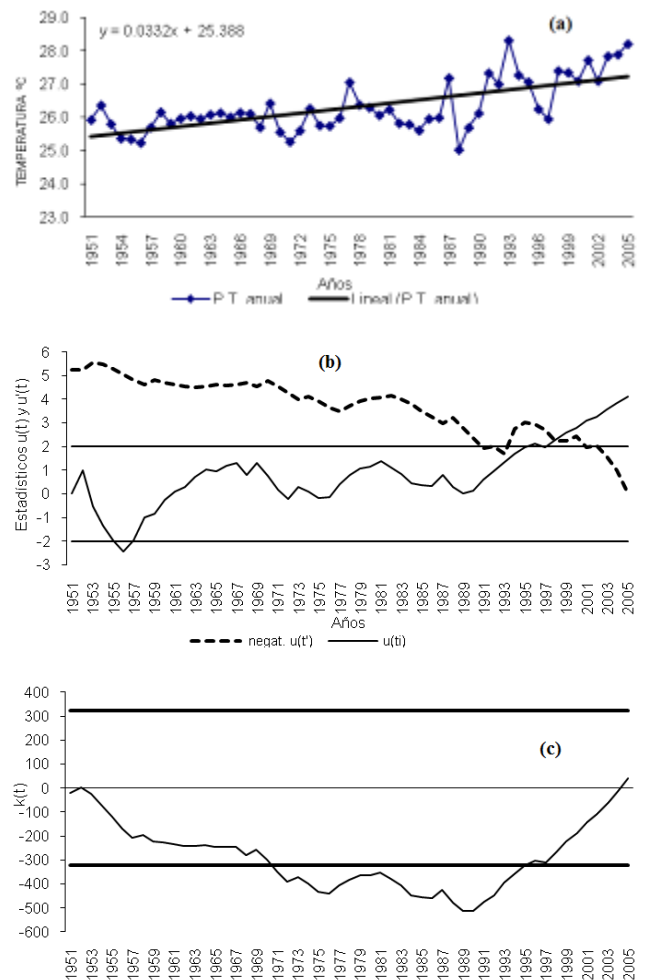 29.0
(a)
y = 0.0332x + 25.388
28.0
27.0
26.0
25.0
24.0
23.0
TEMPERATURA ºC
1951 1954 1957 1960 1963 1966 1969 1972 1975 1978 1981 1984 1987 1990 1993 1996 1999 2002 2005
Años
P.T. anual Lineal (P.T. anual)
(b)
6
5
4
3
2
1
0
-1
-2
-3
Estadísticos u(t) y u'(t)
1951 1953 1955 1957 1959 1961 1963 1965 1967 1969 1971 1973 1975 1977 1979 1981 1983 1985 1987 1989 1991 1993 1995 1997 1999 2001 2003 2005
Años
negat. u(t') u(ti)
400
300
200
100
0
-100
-200
-300
-400
-500
-600
k(t)
(c)
1951 1953 1955 1957 1959 1961 1963 1965 1967 1969 1971 1973 1975 1977 1979 1981 1983 1985 1987 1989 1991 1993 1995 1997 1999 2001 2003 2005